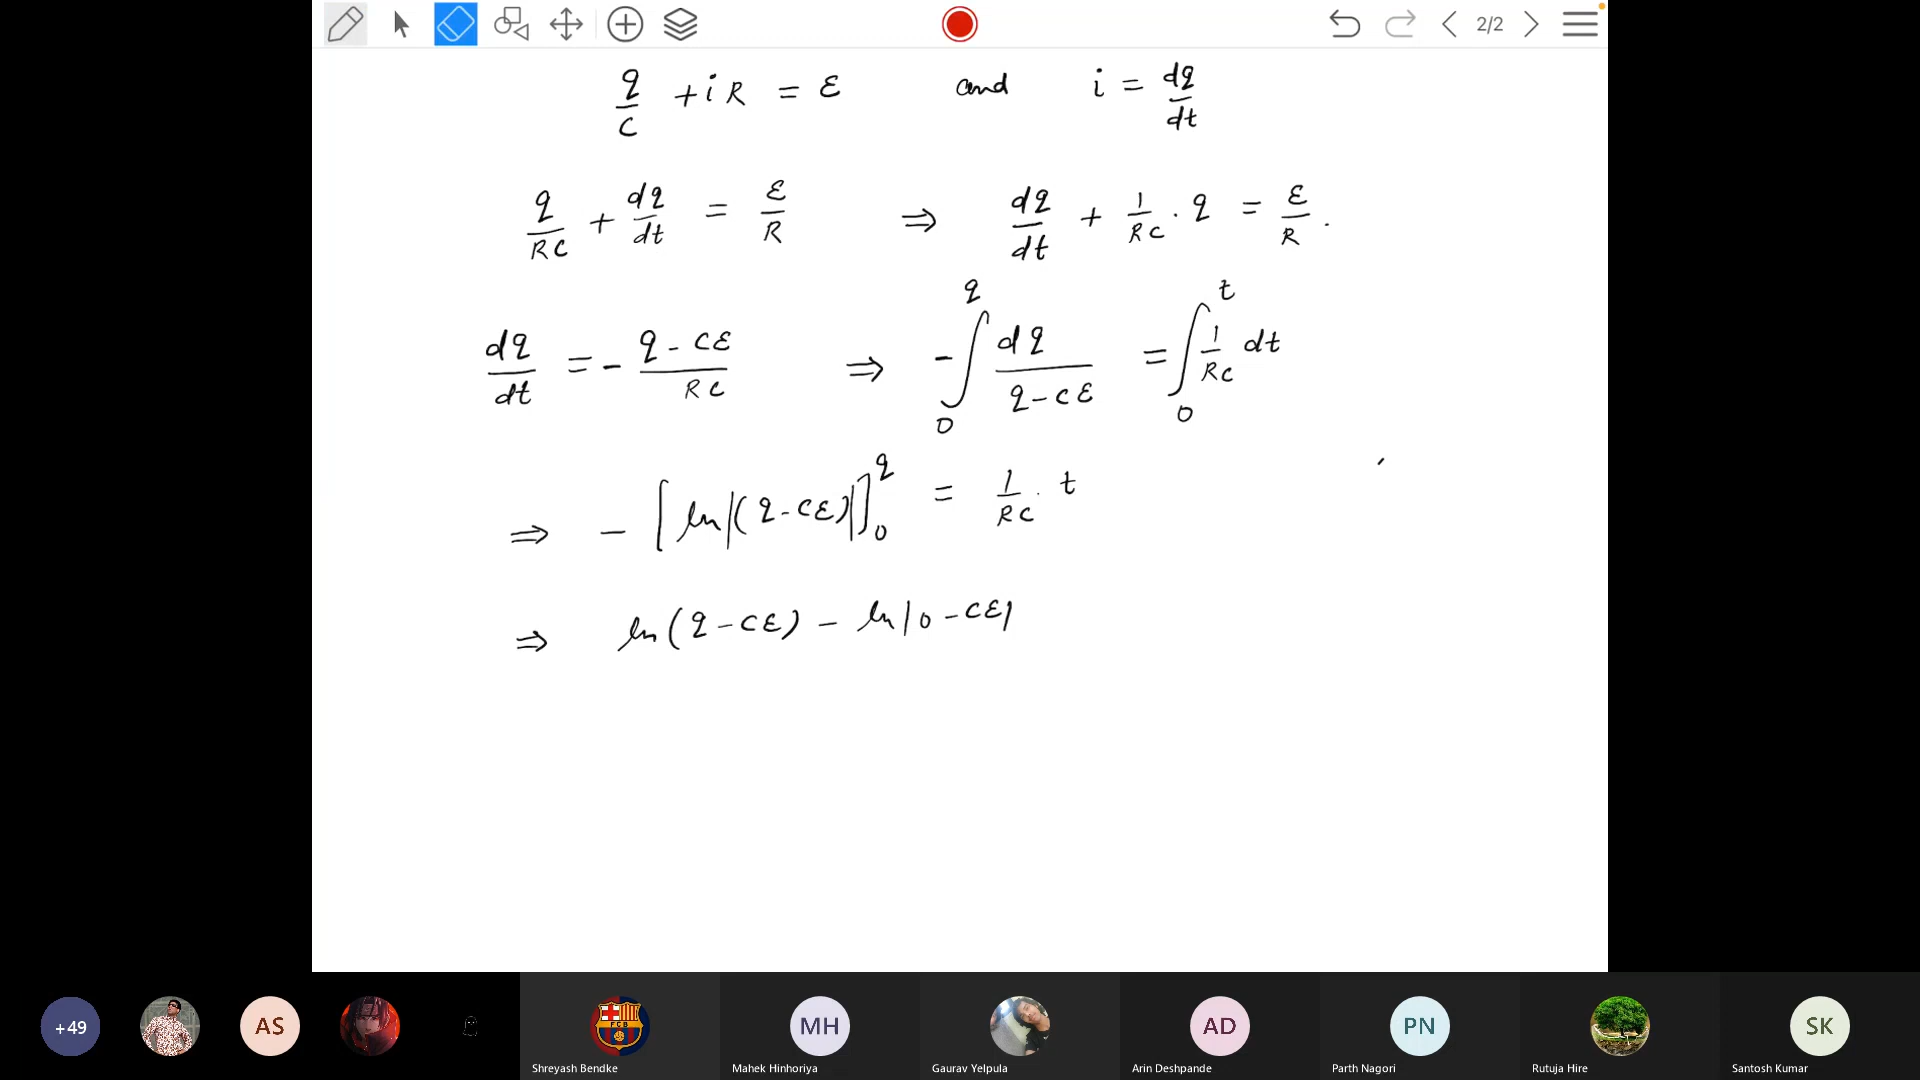 2/2
q/C + iR = ε and i = dq/dt
q/RC + dq/dt = ε/R ⇒ dq/dt + 1/RC · q = ε/R .
dq/dt = - q - Cε/RC ⇒ -∫₀^q dq/q-Cε = ∫₀^t 1/RC dt
⇒ - [ln|(q-Cε)|]₀^q = 1/RC · t
⇒ ln(q-Cε) - ln|0-Cε|
+49
AS
MH
AD
PN
SK
FCB
Shreyash Bendke
Mahek Hinhoriya
Gaurav Yelpula
Arin Deshpande
Parth Nagori
Rutuja Hire
Santosh Kumar